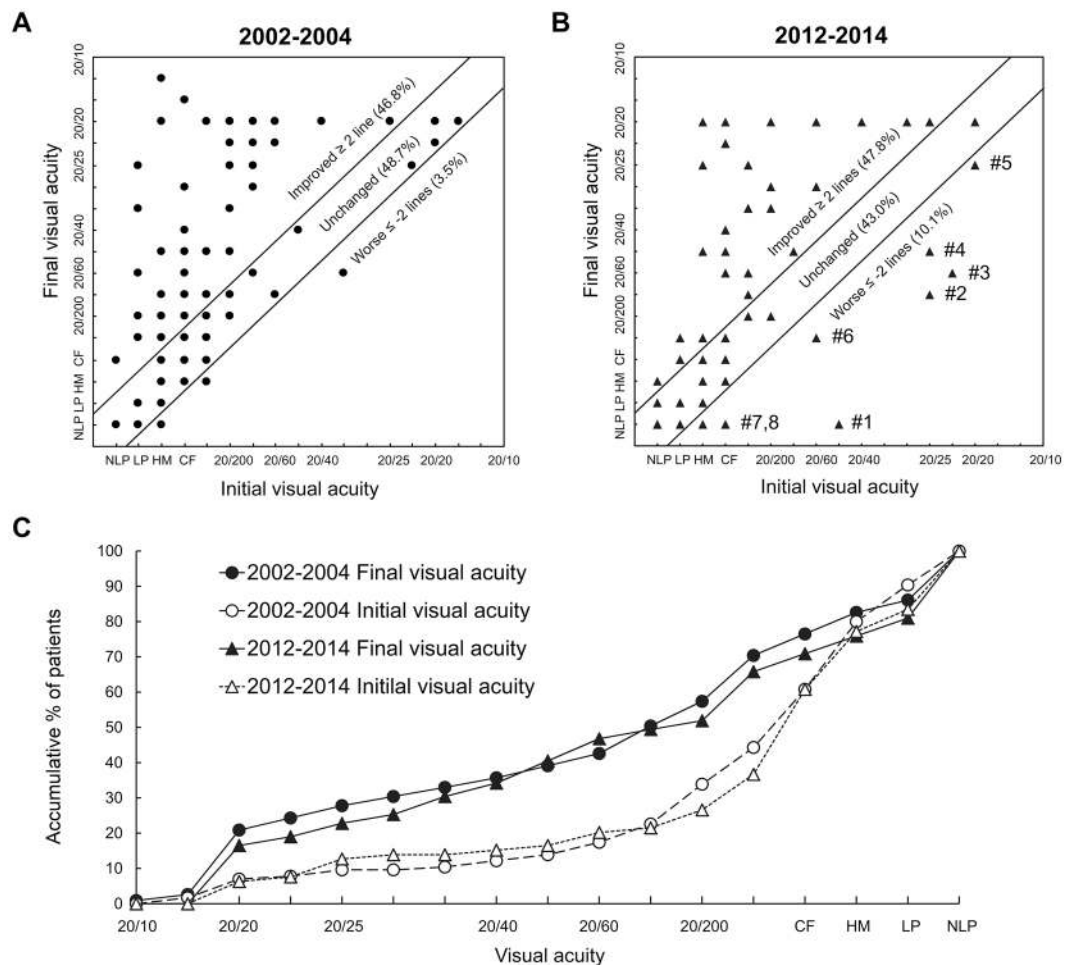 A
2002-2004
Final visual acuity
20/10
20/20
20/25
20/40
20/60
20/200
CF
HM
LP
NLP
Improved ≥ 2 line (46.8%)
Unchanged (48.7%)
Worse ≤ -2 lines (3.5%)
NLP LP HM CF 20/200 20/60 20/40 20/25 20/20 20/10
Initial visual acuity
B
2012-2014
Final visual acuity
20/10
20/20
20/25
20/40
20/60
20/200
CF
HM
LP
NLP
Improved ≥ 2 lines (47.8%)
Unchanged (43.0%)
Worse ≤ -2 lines (10.1%)
#5
#4
#3
#2
#6
#7,8
#1
NLP LP HM CF 20/200 20/60 20/40 20/25 20/20 20/10
Initial visual acuity
C
Accumulative % of patients
100
90
80
70
60
50
40
30
20
10
0
2002-2004 Final visual acuity
2002-2004 Initial visual acuity
2012-2014 Final visual acuity
2012-2014 Initilal visual acuity
20/10 20/20 20/25 20/40 20/60 20/200 CF HM LP NLP
Visual acuity